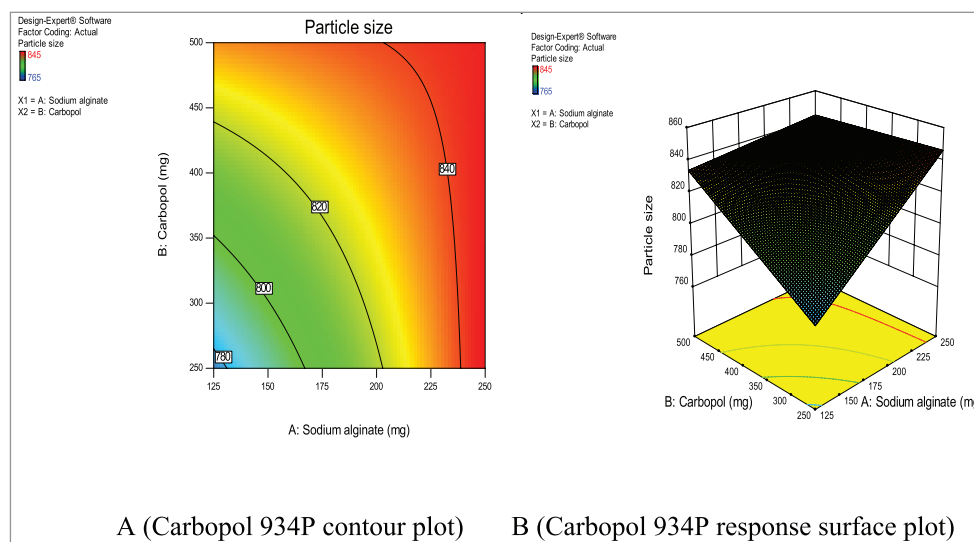 Design-Expert® Software
Factor Coding: Actual
Particle size
845
765
X1 = A: Sodium alginate
X2 = B: Carbopol
Particle size
B: Carbopol (mg)
500
450
400
350
300
250
125
150
175
200
225
250
A: Sodium alginate (mg)
840
820
800
780
Design-Expert® Software
Factor Coding: Actual
Particle size
845
765
X1 = A: Sodium alginate
X2 = B: Carbopol
Particle size
860
840
820
800
780
760
500
450
400
350
300
250
125
150
175
200
225
250
B: Carbopol (mg)
A: Sodium alginate (m
A (Carbopol 934P contour plot)
B (Carbopol 934P response surface plot)